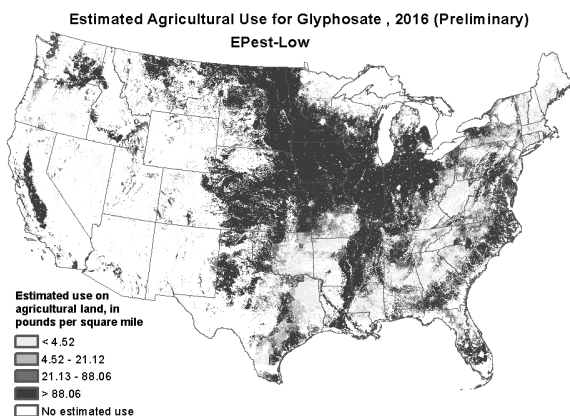 Estimated Agricultural Use for Glyphosate , 2016 (Preliminary)
EPest-Low
Estimated use on
agricultural land, in
pounds per square mile
< 4.52
4.52 - 21.12
21.13 - 88.06
> 88.06
No estimated use